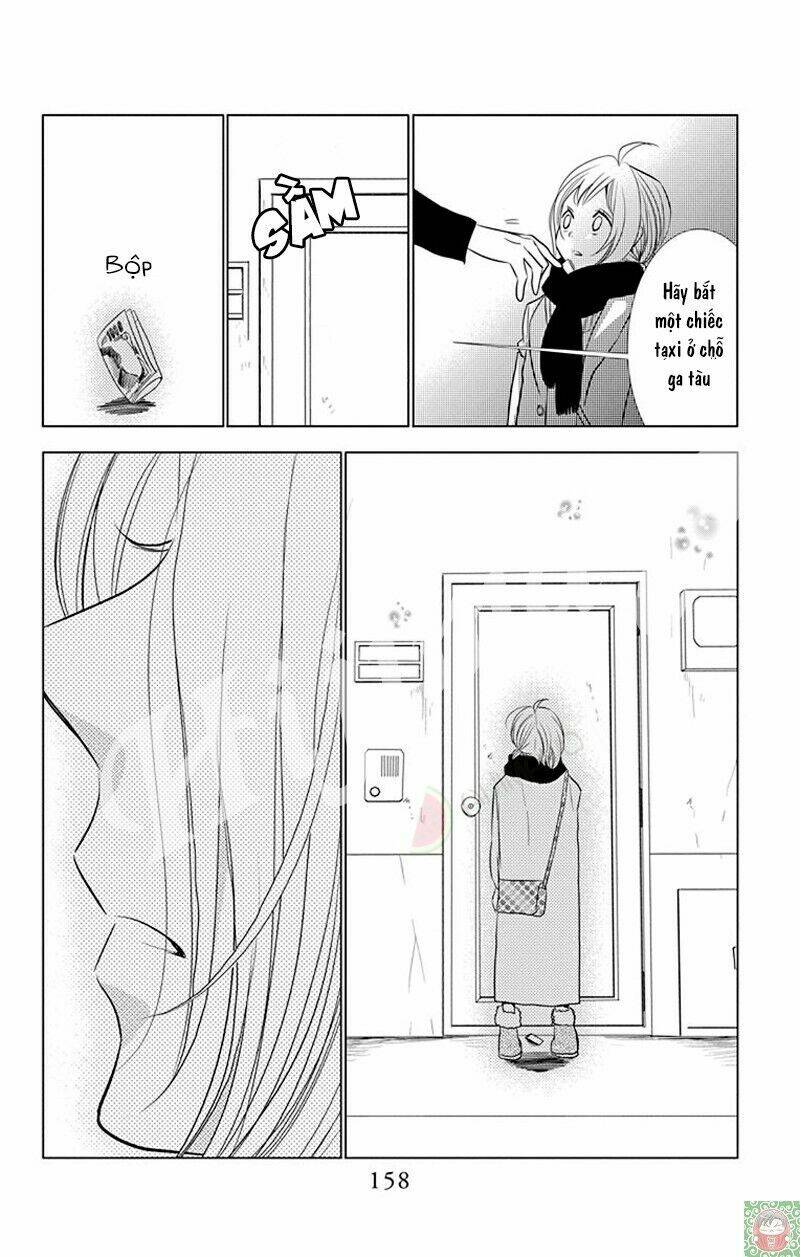 Hãy bắt
một chiếc
taxi ở chỗ
ga tàu
SẦM
BỘP
158